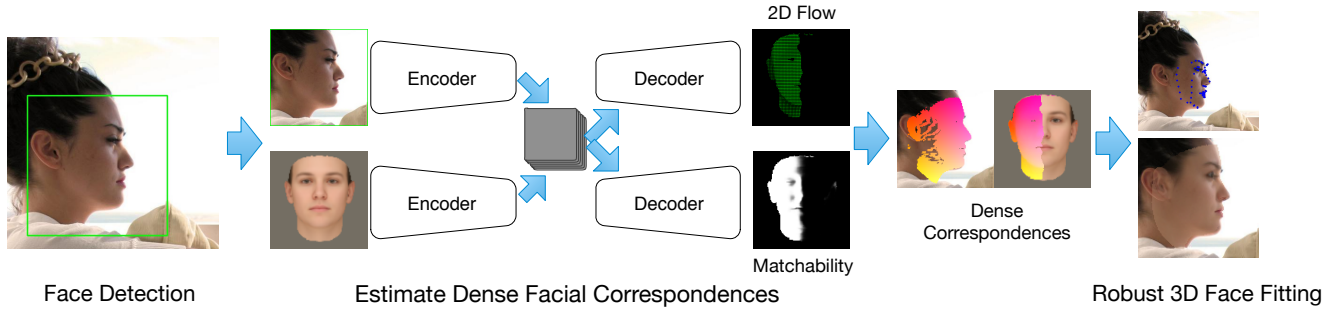 2D Flow
Encoder
Decoder
Encoder
Decoder
Dense
Correspondences
Matchability
Face Detection
Estimate Dense Facial Correspondences
Robust 3D Face Fitting